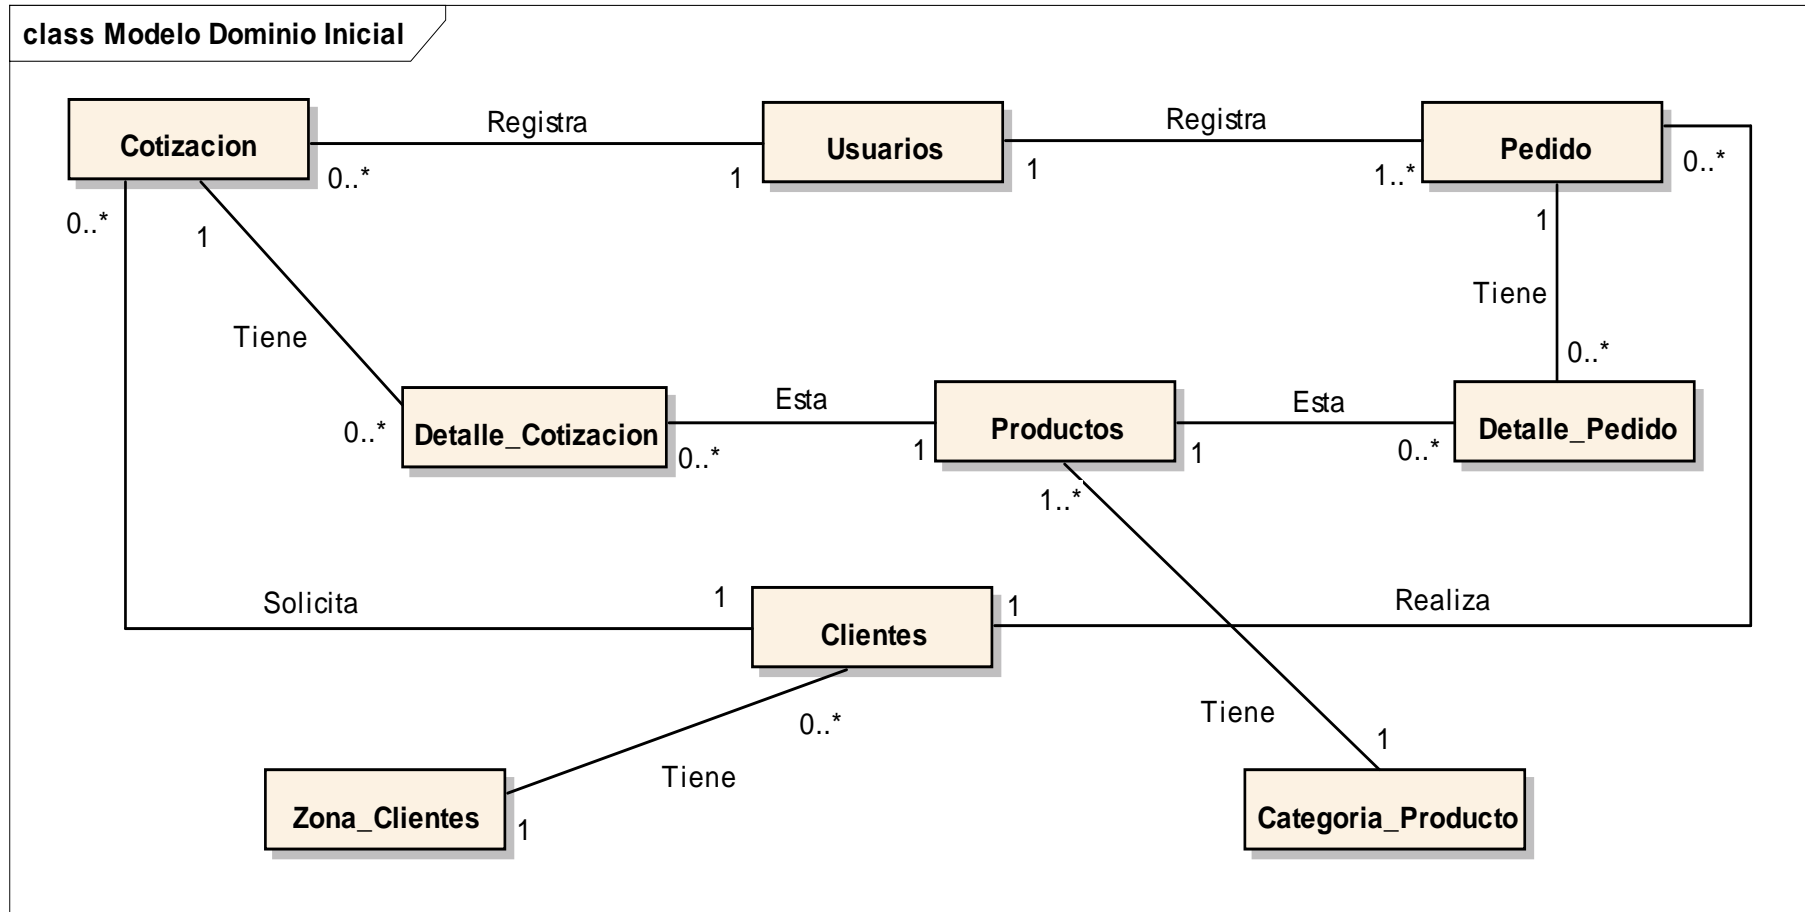 class Modelo Dominio Inicial
Cotizacion
Registra
Usuarios
Registra
Pedido
0..*
1
1
1..*
0..*
0..*
1
1
Tiene
Tiene
0..*
Detalle_Cotizacion
Esta
Productos
Esta
Detalle_Pedido
0..*
0..*
1
1
0..*
1..*
Solicita
1
Clientes
1
Realiza
0..*
Tiene
Tiene
1
Zona_Clientes
1
Categoria_Producto